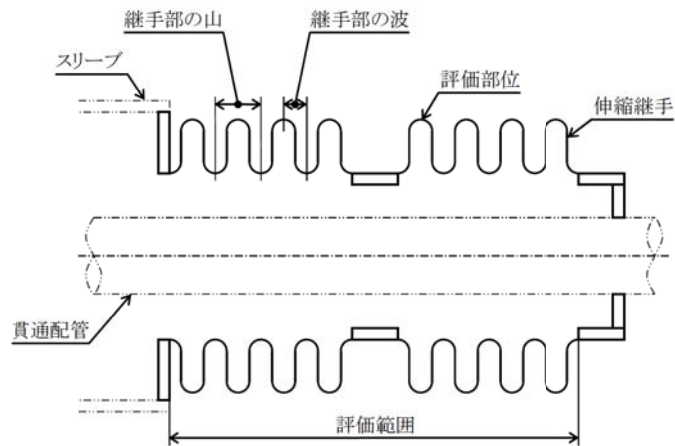 継手部の山
継手部の波
スリーブ
評価部位
伸縮継手
貫通配管
評価範囲